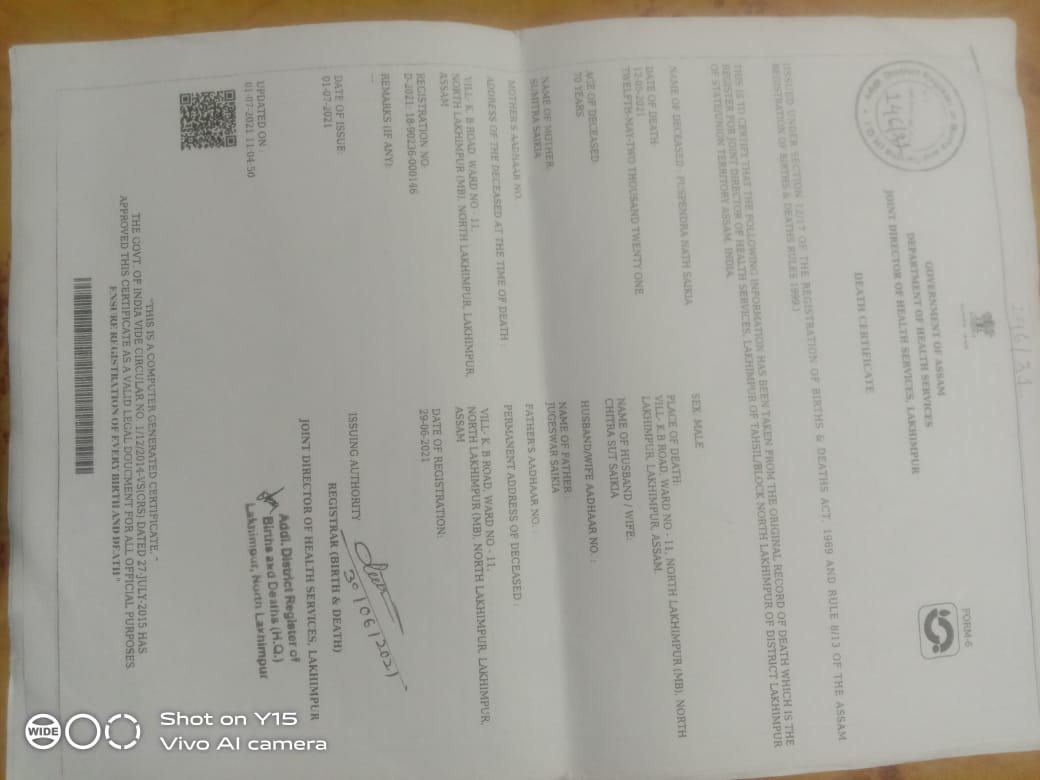 196/21
FORM-6
GOVERNMENT OF ASSAM
DEPARTMENT OF HEALTH SERVICES
JOINT DIRECTOR OF HEALTH SERVICES, LAKHIMPUR
146/21
DEATH CERTIFICATE
(ISSUED UNDER SECTION 12/17 OF THE REGISTRATION OF BIRTHS & DEATHS ACT, 1969 AND RULE 8/13 OF THE ASSAM
REGISTRATION OF BIRTHS & DEATHS RULES 1999.)
THIS IS TO CERTIFY THAT THE FOLLOWING INFORMATION HAS BEEN TAKEN FROM THE ORIGINAL RECORD OF DEATH WHICH IS THE
REGISTER FOR JOINT DIRECTOR OF HEALTH SERVICES, LAKHIMPUR OF TAHSIL/BLOCK NORTH LAKHIMPUR OF DISTRICT LAKHIMPUR
OF STATE/UNION TERRITORY ASSAM, INDIA.
NAME OF DECEASED : PUSPENDRA NATH SAIKIA
SEX: MALE
DATE OF DEATH:
12-05-2021
TWELFTH-MAY-TWO THOUSAND TWENTY ONE
PLACE OF DEATH:
VILL- K.B ROAD, WARD NO - 11, NORTH LAKHIMPUR (MB), NORTH
LAKHIMPUR, LAKHIMPUR, ASSAM.
AGE OF DECEASED:
70 YEARS
NAME OF HUSBAND / WIFE:
CHITRA SUT SAIKIA
HUSBAND/WIFE AADHAAR NO. :
NAME OF MOTHER:
SUMITRA SAIKIA
NAME OF FATHER :
JUGESWAR SAIKIA
MOTHER'S AADHAAR NO. :
FATHER'S AADHAAR NO. :
ADDRESS OF THE DECEASED AT THE TIME OF DEATH :
VILL- K. B ROAD, WARD NO - 11,
NORTH LAKHIMPUR (MB), NORTH LAKHIMPUR, LAKHIMPUR,
ASSAM
PERMANENT ADDRESS OF DECEASED :
VILL- K. B ROAD, WARD NO - 11,
NORTH LAKHIMPUR (MB), NORTH LAKHIMPUR, LAKHIMPUR,
ASSAM
REGISTRATION NO:
D-2021: 18-90236-000146
DATE OF REGISTRATION:
29-06-2021
REMARKS (IF ANY):
---
DATE OF ISSUE:
01-07-2021
ISSUING AUTHORITY
30/06/2021
REGISTRAR (BIRTH & DEATH)
JOINT DIRECTOR OF HEALTH SERVICES, LAKHIMPUR
Addl. District Register of
Births and Deaths (H.Q.)
Lakhimpur, North Lakhimpur
UPDATED ON :
01-07-2021 11:04:50
"THIS IS A COMPUTER GENERATED CERTIFICATE. "
THE GOVT. OF INDIA VIDE CIRCULAR NO. 1/12/2014-VS(CRS) DATED 27-JULY-2015 HAS
APPROVED THIS CERTIFICATE AS A VALID LEGAL DOUCMENT FOR ALL OFFICIAL PURPOSES.
ENSURE REGISTRATION OF EVERY BIRTH AND DEATH "
Shot on Y15
Vivo AI camera
WIDE